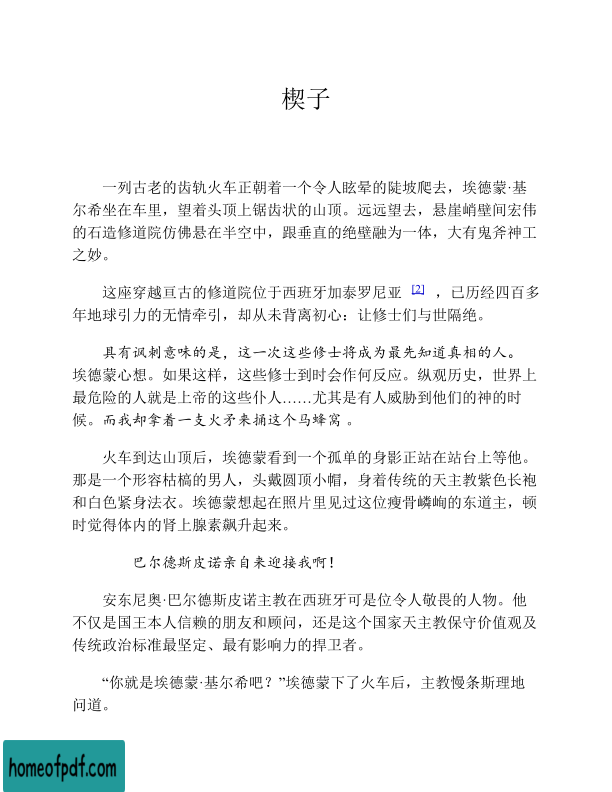 楔子
一列古老的齿轨火车正朝着一个令人眩晕的陡坡爬去，埃德蒙·基
尔希坐在车里，望着头顶上锯齿状的山顶。远远望去，悬崖峭壁间宏伟
的石造修道院仿佛悬在半空中，跟垂直的绝壁融为一体，大有鬼斧神工
之妙。
这座穿越亘古的修道院位于西班牙加泰罗尼亚 [2] ，已历经四百多
年地球引力的无情牵引，却从未背离初心：让修士们与世隔绝。
具有讽刺意味的是，这一次这些修士将成为最先知道真相的人。
埃德蒙心想。如果这样，这些修士到时会作何反应。纵观历史，世界上
最危险的人就是上帝的这些仆人……尤其是有人威胁到他们的神的时
候。而我却拿着一支火矛来捅这个马蜂窝 。
火车到达山顶后，埃德蒙看到一个孤单的身影正站在站台上等他。
那是一个形容枯槁的男人，头戴圆顶小帽，身着传统的天主教紫色长袍
和白色紧身法衣。埃德蒙想起在照片里见过这位瘦骨嶙峋的东道主，顿
时觉得体内的肾上腺素飙升起来。
巴尔德斯皮诺亲自来迎接我啊！
安东尼奥·巴尔德斯皮诺主教在西班牙可是位令人敬畏的人物。他
不仅是国王本人信赖的朋友和顾问，还是这个国家天主教保守价值观及
传统政治标准最坚定、最有影响力的捍卫者。
“你就是埃德蒙·基尔希吧？”埃德蒙下了火车后，主教慢条斯理地
问道。
homeofpdf.com